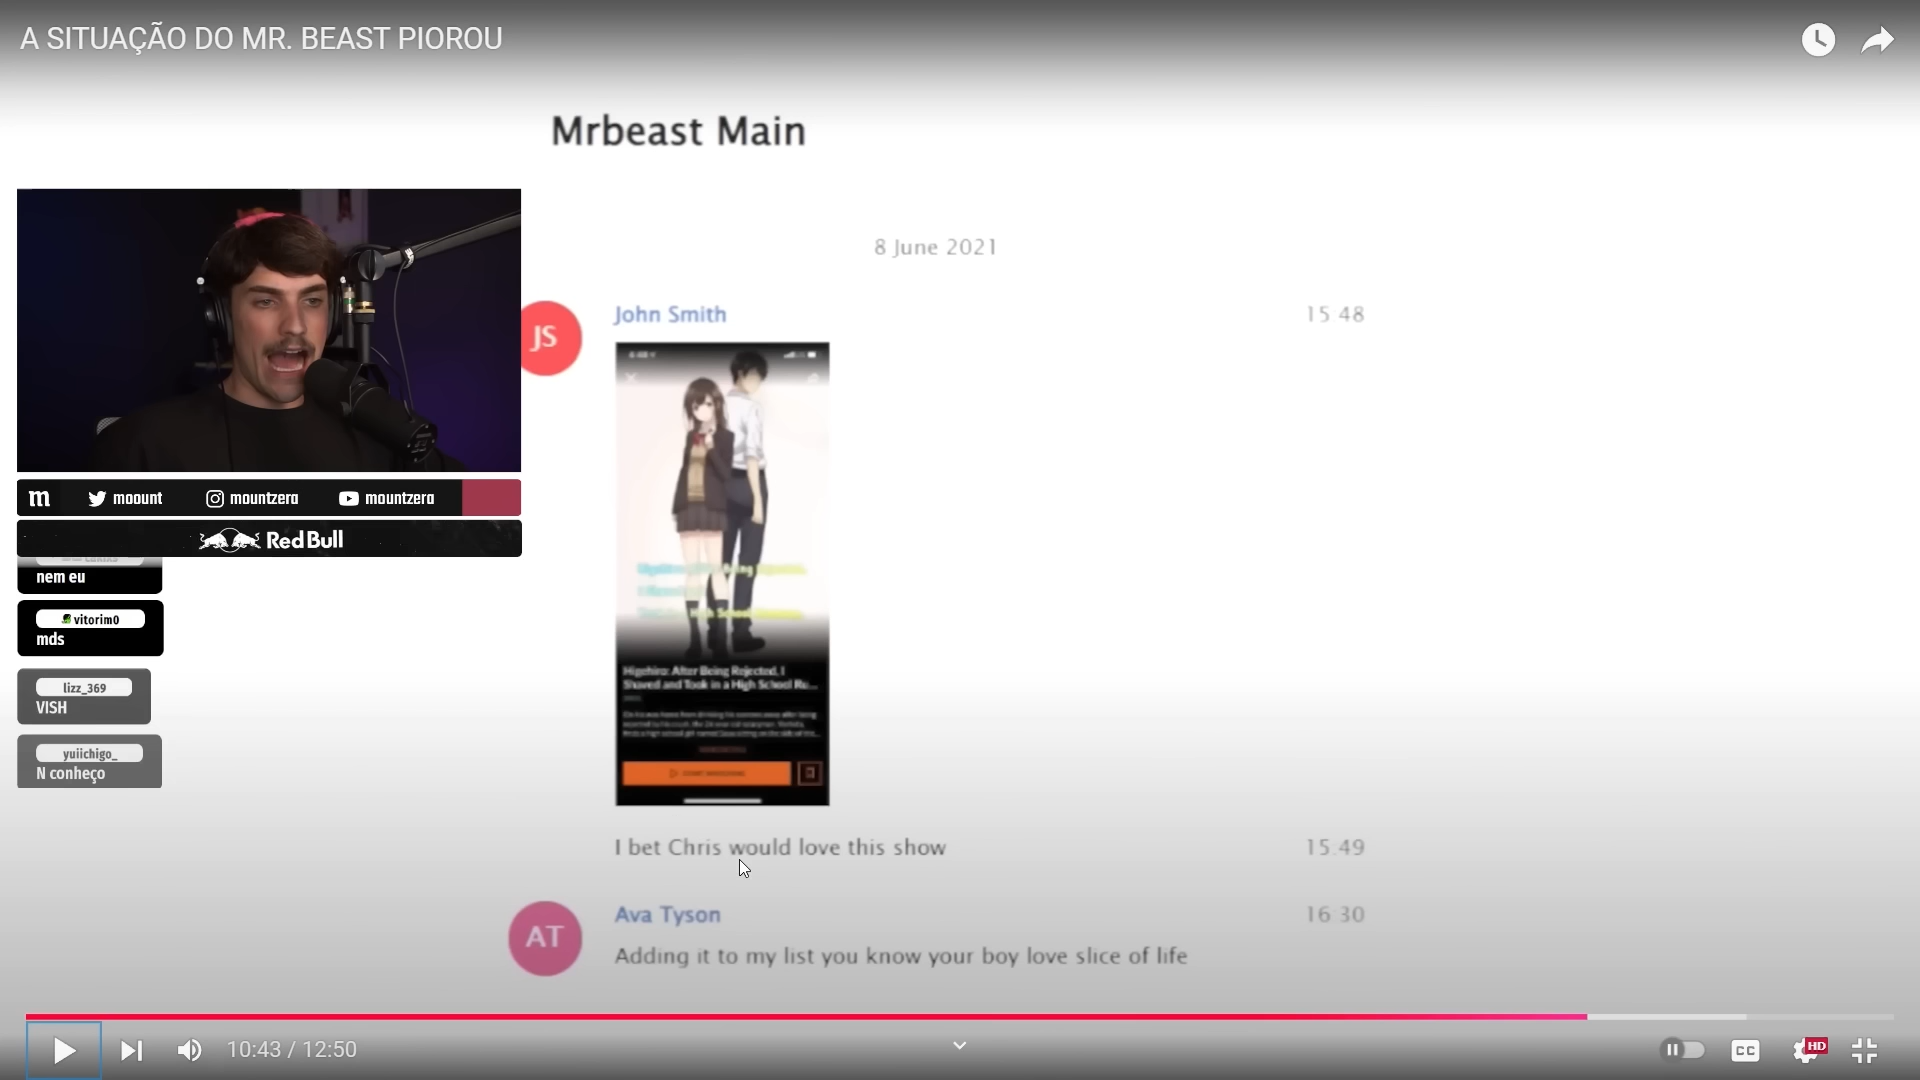 A SITUAÇÃO DO MR. BEAST PIOROU
Mrbeast Main
8 June 2021
JS
John Smith
15 48
Higehiro: After Being Rejected, I
Shaved and Took in a High School Ru...
I bet Chris would love this show
15.49
AT
Ava Tyson
16 30
Adding it to my list you know your boy love slice of life
m moount mountzera mountzera
Red Bull
nem eu
vitorim0
mds
lizz_369
VISH
yuiichigo_
N conheço
10:43 / 12:50
CC
HD